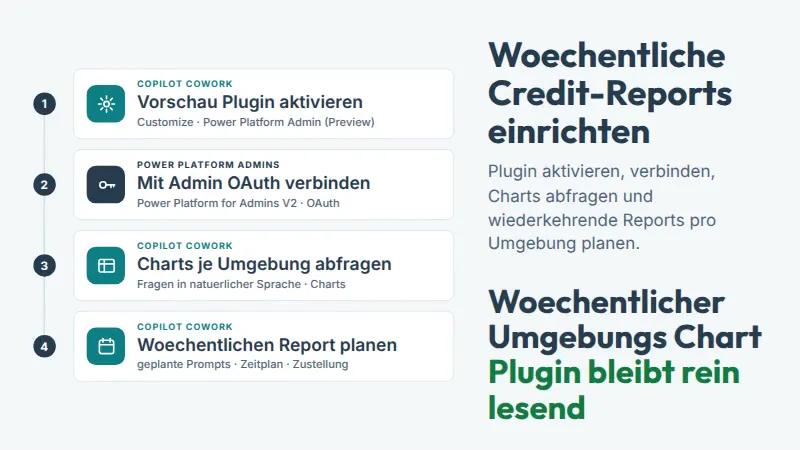 1
COPILOT COWORK
Vorschau Plugin aktivieren
Customize · Power Platform Admin (Preview)
2
POWER PLATFORM ADMINS
Mit Admin OAuth verbinden
Power Platform for Admins V2 · OAuth
3
COPILOT COWORK
Charts je Umgebung abfragen
Fragen in natuerlicher Sprache · Charts
4
COPILOT COWORK
Woechentlichen Report planen
geplante Prompts · Zeitplan · Zustellung
Woechentliche
Credit-Reports
einrichten
Plugin aktivieren, verbinden,
Charts abfragen und
wiederkehrende Reports pro
Umgebung planen.
Woechentlicher
Umgebungs Chart
Plugin bleibt rein
lesend